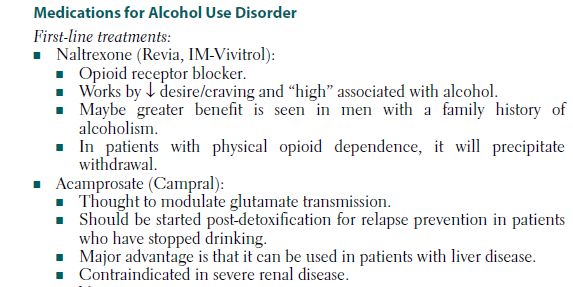 Medications for Alcohol Use Disorder
First-line treatments:
■ Naltrexone (Revia, IM-Vivitrol):
■ Opioid receptor blocker.
■ Works by ↓ desire/craving and “high” associated with alcohol.
■ Maybe greater benefit is seen in men with a family history of
alcoholism.
■ In patients with physical opioid dependence, it will precipitate
withdrawal.
■ Acamprosate (Campral):
■ Thought to modulate glutamate transmission.
■ Should be started post-detoxification for relapse prevention in patients
who have stopped drinking.
■ Major advantage is that it can be used in patients with liver disease.
■ Contraindicated in severe renal disease.